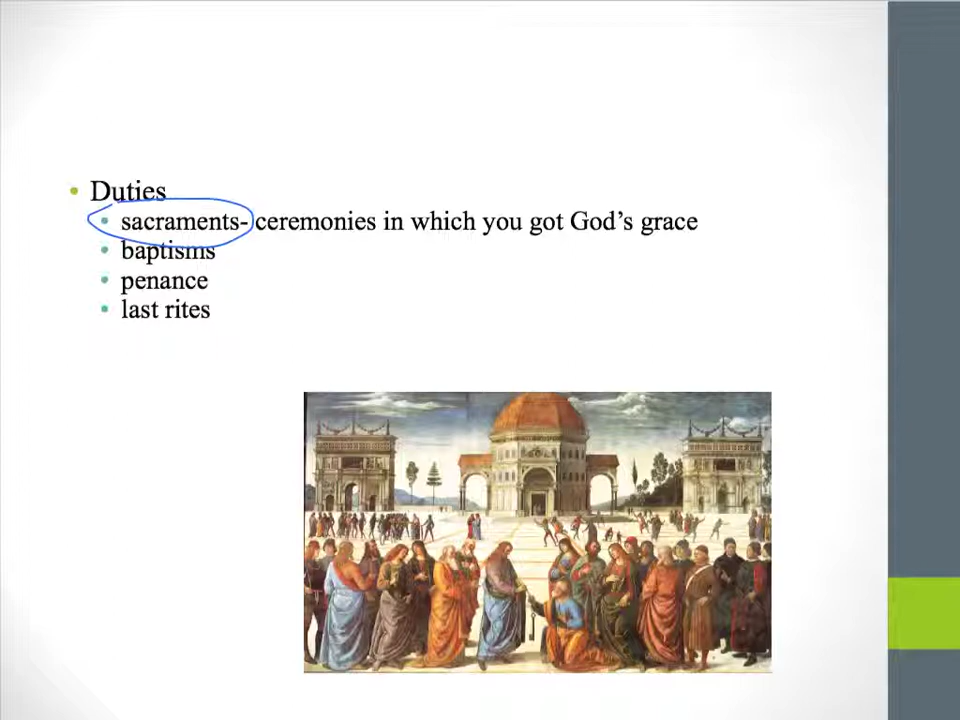 Duties
sacraments- ceremonies in which you got God’s grace
baptisms
penance
last rites